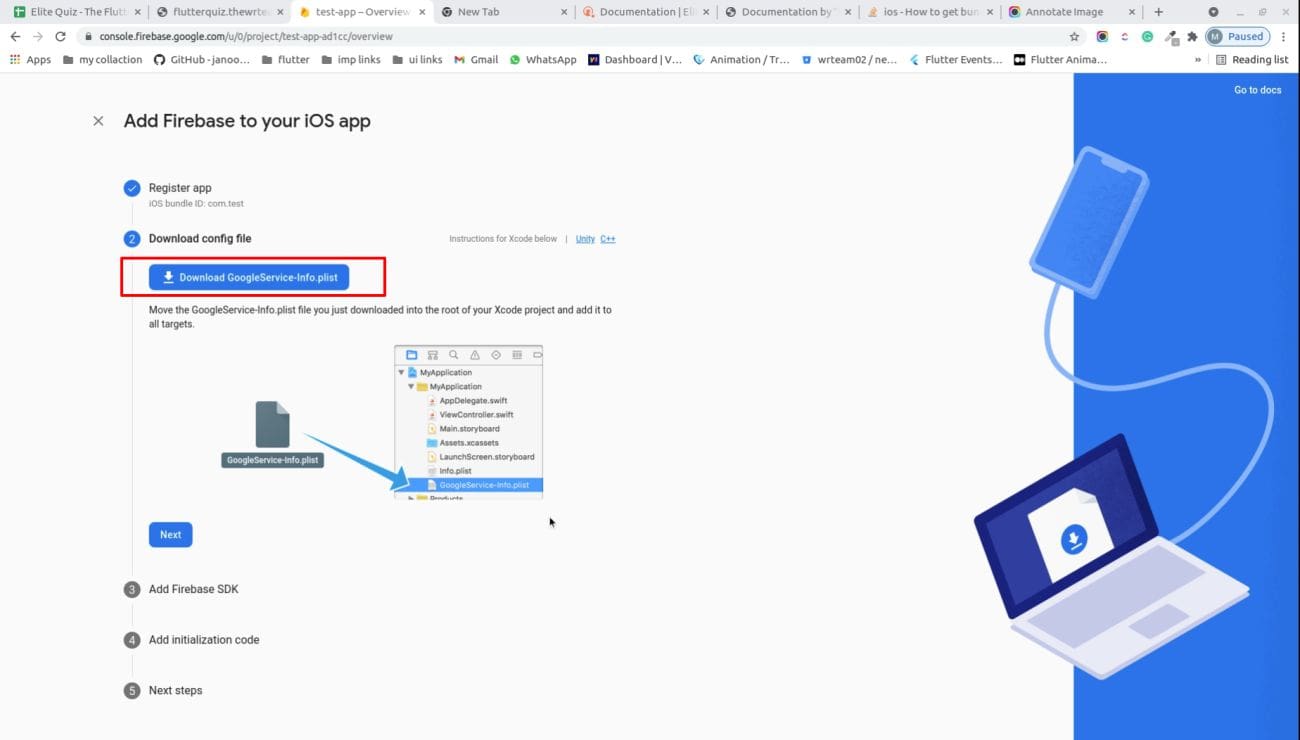 Elite Quiz - The Flutt
flutterquiz.thewrtea
test-app – Overview
New Tab
Documentation | Eli
Documentation by
ios - How to get bun
Annotate Image
console.firebase.google.com/u/0/project/test-app-ad1cc/overview
M Paused
Apps
my collaction
GitHub - janoo...
flutter
imp links
ui links
Gmail
WhatsApp
Dashboard | V...
Animation / Tr...
wrteam02 / ne...
Flutter Events...
Flutter Anima...
»
Reading list
Go to docs
Add Firebase to your iOS app
Register app
iOS bundle ID: com.test
2 Download config file
Instructions for Xcode below | Unity C++
Download GoogleService-Info.plist
Move the GoogleService-Info.plist file you just downloaded into the root of your Xcode project and add it to
all targets.
MyApplication
MyApplication
AppDelegate.swift
ViewController.swift
Main.storyboard
Assets.xcassets
LaunchScreen.storyboard
Info.plist
GoogleService-Info.plist
Products
GoogleService-Info.plist
Next
3 Add Firebase SDK
4 Add initialization code
5 Next steps